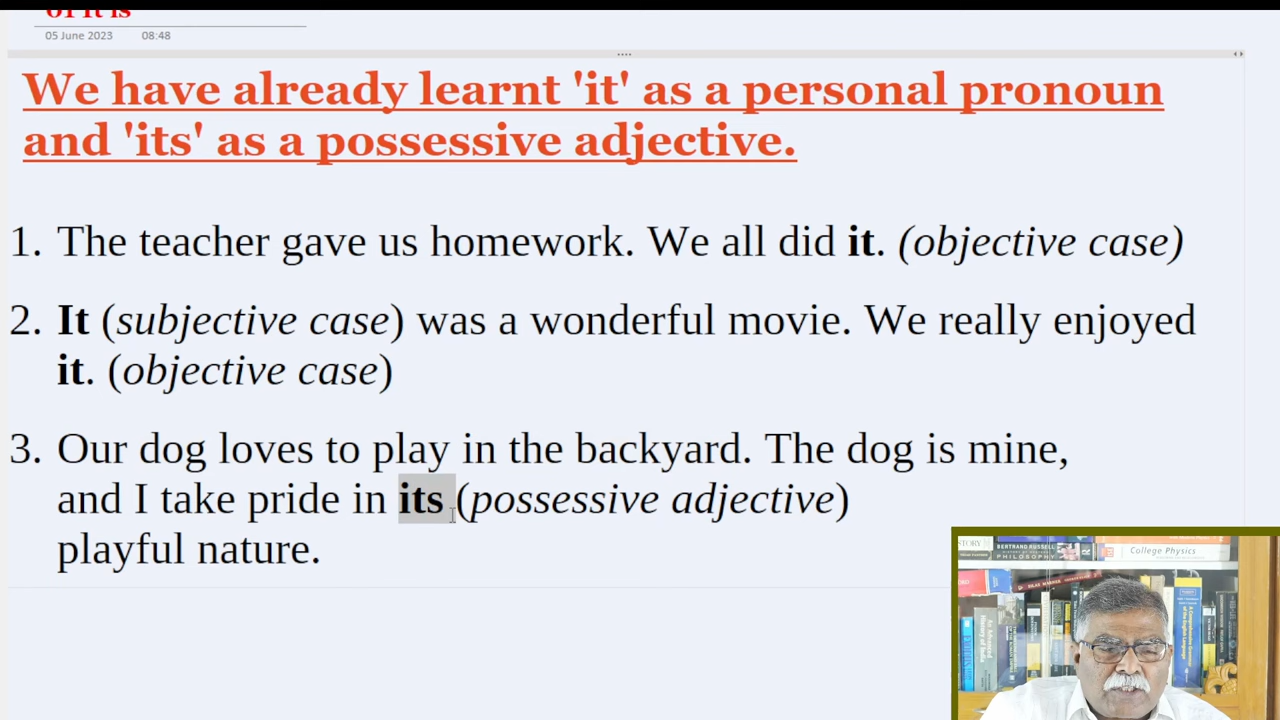 of It is
05 June 2023 08:48
We have already learnt 'it' as a personal pronoun
and 'its' as a possessive adjective.
1. The teacher gave us homework. We all did it. (objective case)
2. It (subjective case) was a wonderful movie. We really enjoyed
it. (objective case)
3. Our dog loves to play in the backyard. The dog is mine,
and I take pride in its (possessive adjective)
playful nature.
BERTRAND RUSSELL
PHILOSOPHY
College Physics